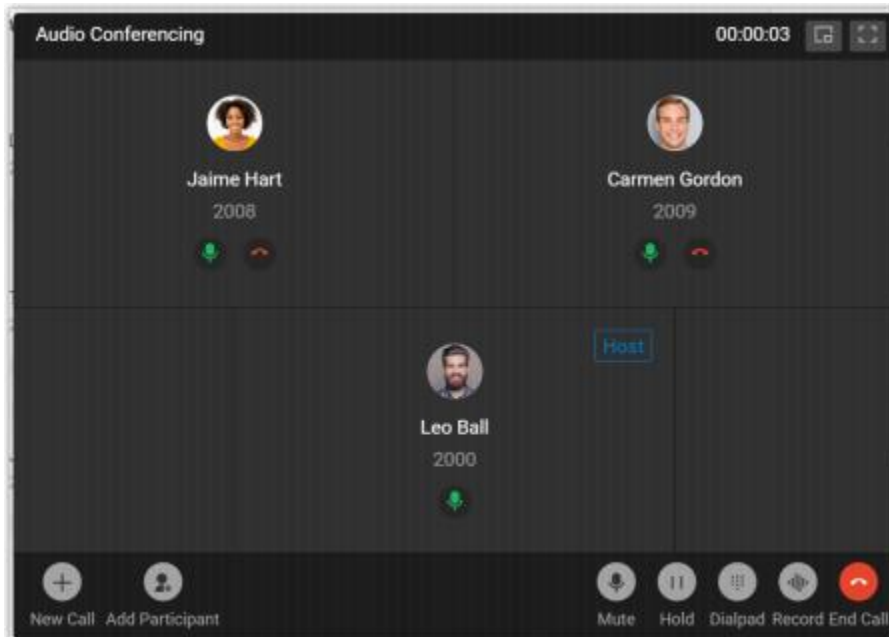 Audio Conferencing 00:00:03
Jaime Hart
2008
Carmen Gordon
2009
Host
Leo Ball
2000
New Call Add Participant Mute Hold Dialpad Record End Call